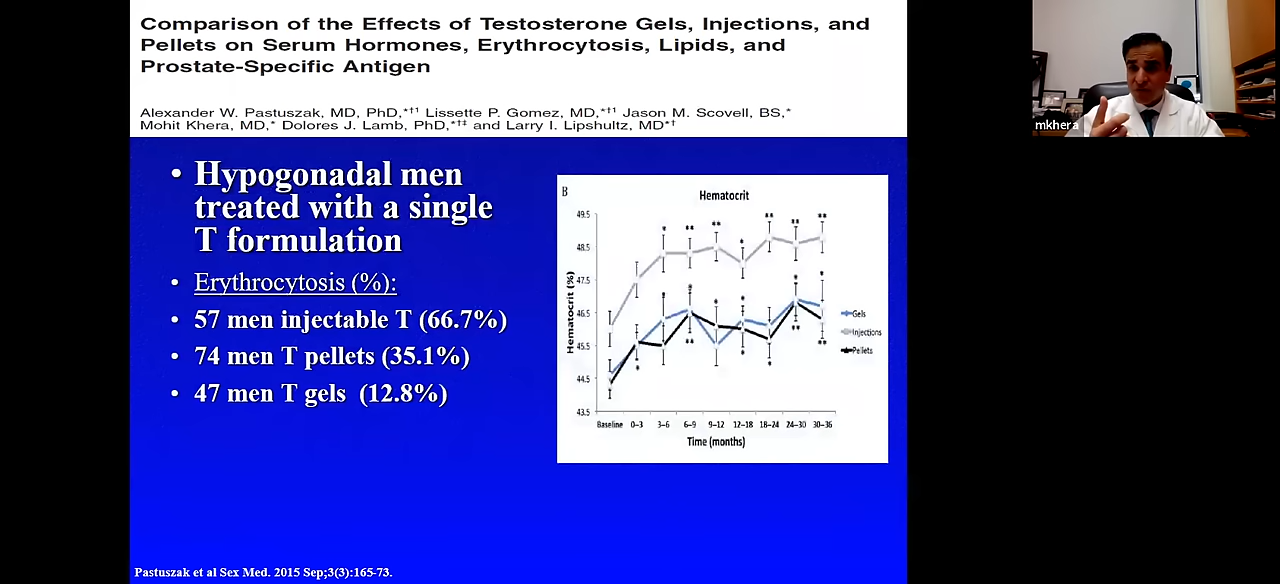 Comparison of the Effects of Testosterone Gels, Injections, and
Pellets on Serum Hormones, Erythrocytosis, Lipids, and
Prostate-Specific Antigen
Alexander W. Pastuszak, MD, PhD,*†1 Lissette P. Gomez, MD,*†1 Jason M. Scovell, BS,*
Mohit Khera, MD,* Dolores J. Lamb, PhD,*†‡ and Larry I. Lipshultz, MD*†
• Hypogonadal men
treated with a single
T formulation
• Erythrocytosis (%):
• 57 men injectable T (66.7%)
• 74 men T pellets (35.1%)
• 47 men T gels (12.8%)
B
Hematocrit
49.5
48.5
47.5
46.5
45.5
44.5
43.5
Hematocrit (%)
Baseline 0–3 3–6 6–9 9–12 12–18 18–24 24–30 30–36
Time (months)
Gels
Injections
Pellets
Pastuszak et al Sex Med. 2015 Sep;3(3):165-73.
mkhera